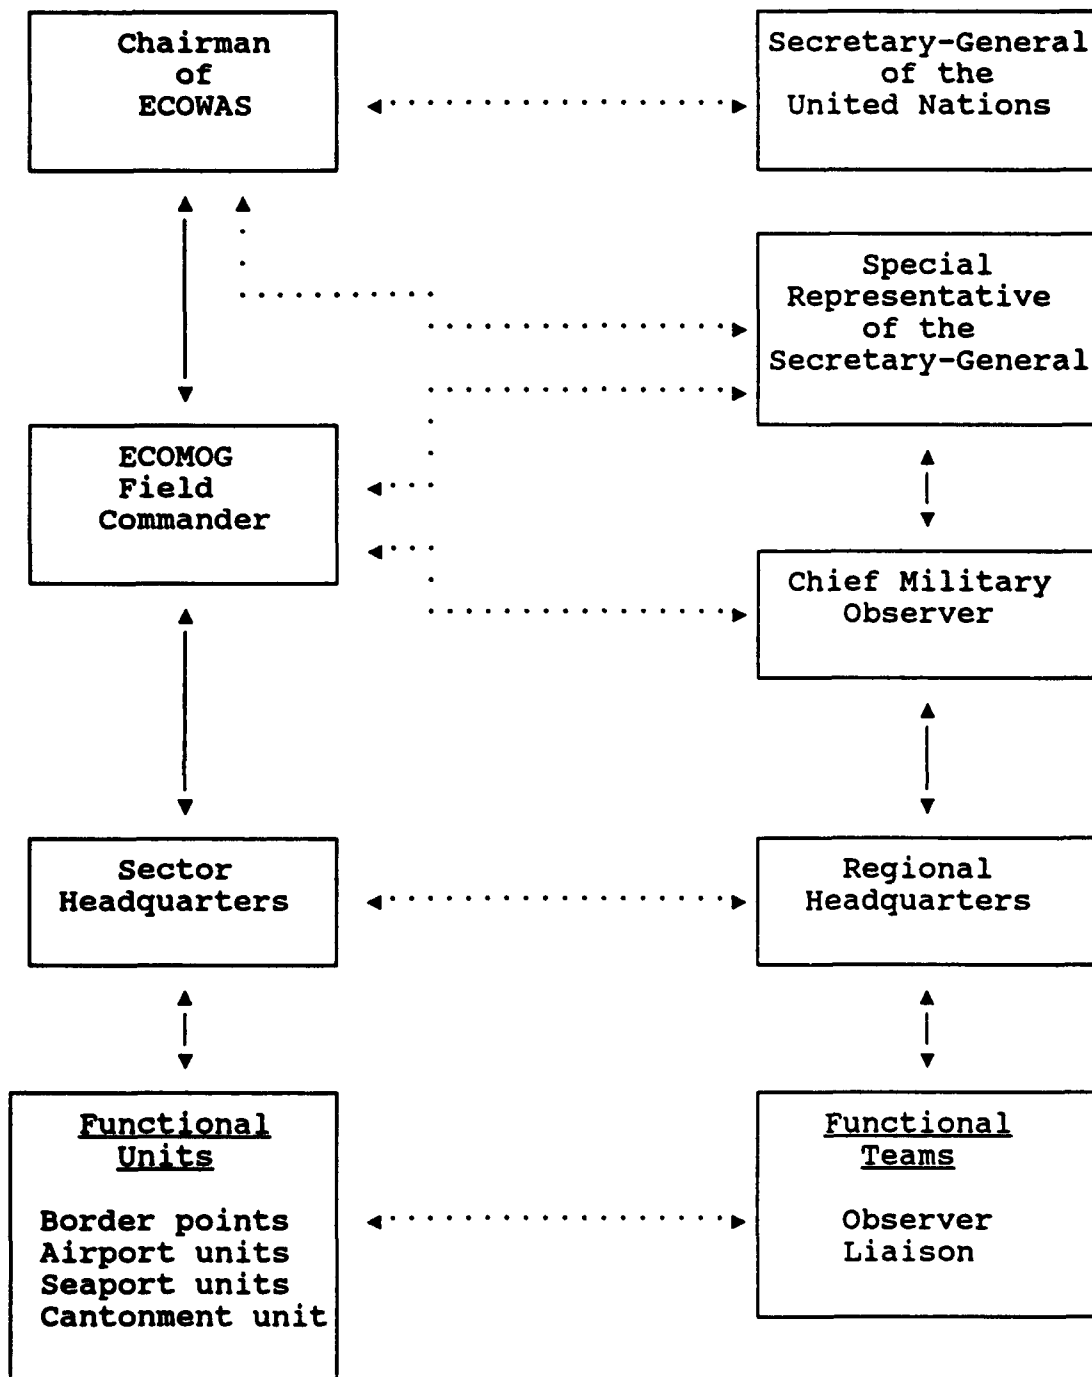 Chairman
of
ECOWAS
Secretary-General
of the
United Nations
Special
Representative
of the
Secretary-General
ECOMOG
Field
Commander
Chief Military
Observer
Sector
Headquarters
Regional
Headquarters
Functional
Units
Border points
Airport units
Seaport units
Cantonment unit
Functional
Teams
Observer
Liaison